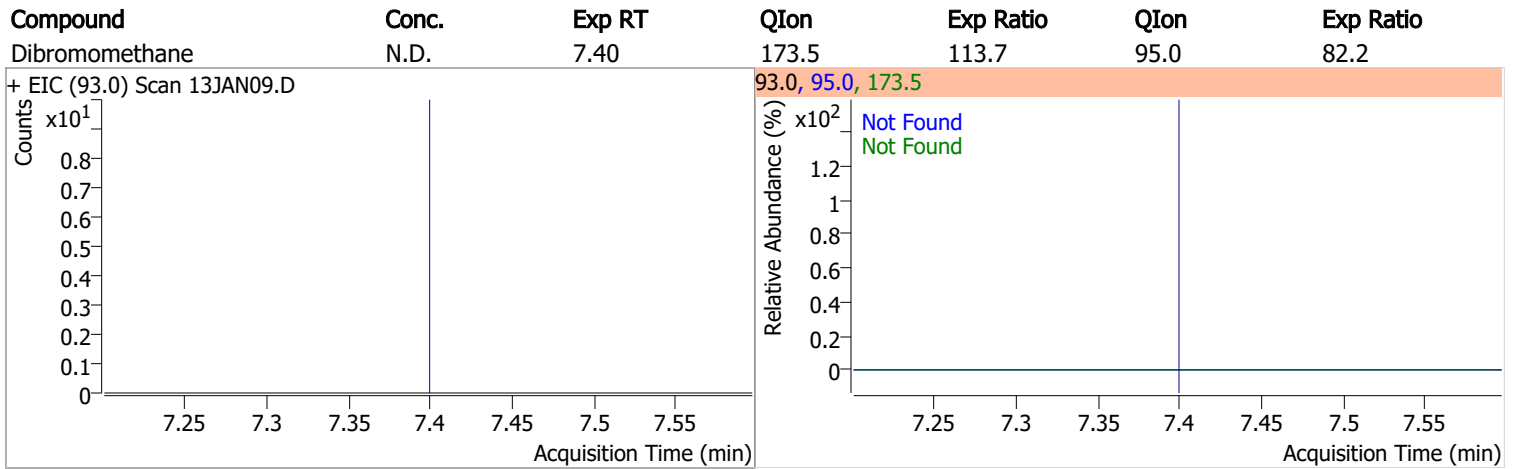 Compound Conc. Exp RT QIon Exp Ratio QIon Exp Ratio
Dibromomethane N.D. 7.40 173.5 113.7 95.0 82.2
+ EIC (93.0) Scan 13JAN09.D
Counts
x10¹
0.8
0.7
0.6
0.5
0.4
0.3
0.2
0.1
0
7.25 7.3 7.35 7.4 7.45 7.5 7.55
Acquisition Time (min)
93.0, 95.0, 173.5
Relative Abundance (%)
x10²
Not Found
Not Found
1.2
1
0.8
0.6
0.4
0.2
0
7.25 7.3 7.35 7.4 7.45 7.5 7.55
Acquisition Time (min)